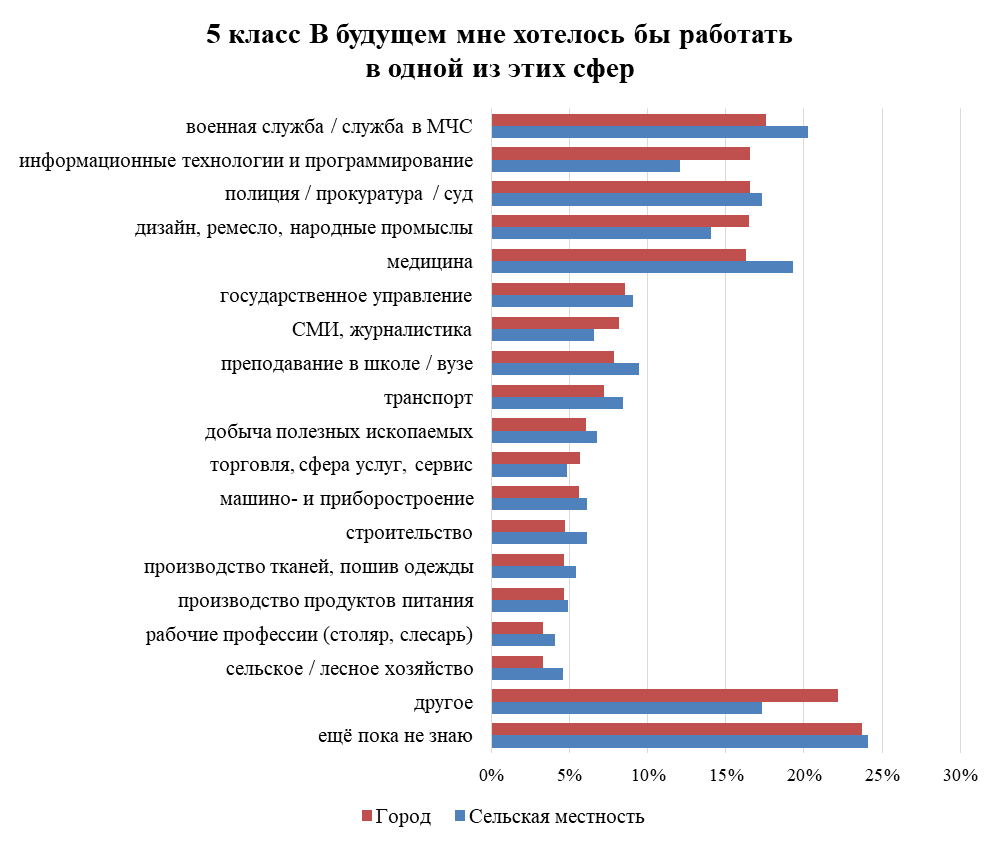 5 класс В будущем мне хотелось бы работать
в одной из этих сфер
военная служба / служба в МЧС
информационные технологии и программирование
полиция / прокуратура / суд
дизайн, ремесло, народные промыслы
медицина
государственное управление
СМИ, журналистика
преподавание в школе / вузе
транспорт
добыча полезных ископаемых
торговля, сфера услуг, сервис
машино- и приборостроение
строительство
производство тканей, пошив одежды
производство продуктов питания
рабочие профессии (столяр, слесарь)
сельское / лесное хозяйство
другое
ещё пока не знаю
0% 5% 10% 15% 20% 25% 30%
Город Сельская местность